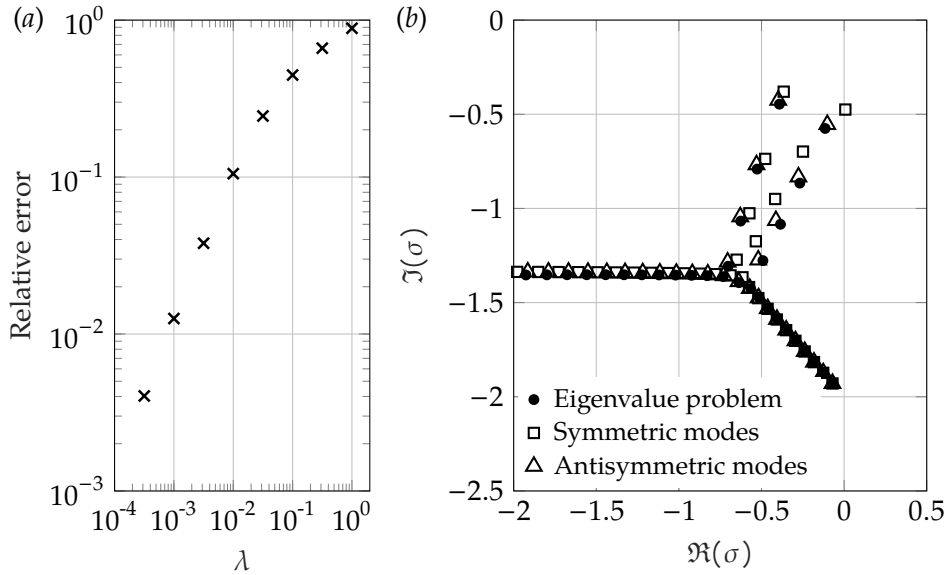 (a)
10^0
10^-1
10^-2
10^-3
Relative error
10^-4
10^-3
10^-2
10^-1
10^0
λ
(b)
0
−0.5
−1
−1.5
−2
−2.5
ℑ(σ)
Eigenvalue problem
Symmetric modes
Antisymmetric modes
−2
−1.5
−1
−0.5
0
0.5
ℜ(σ)